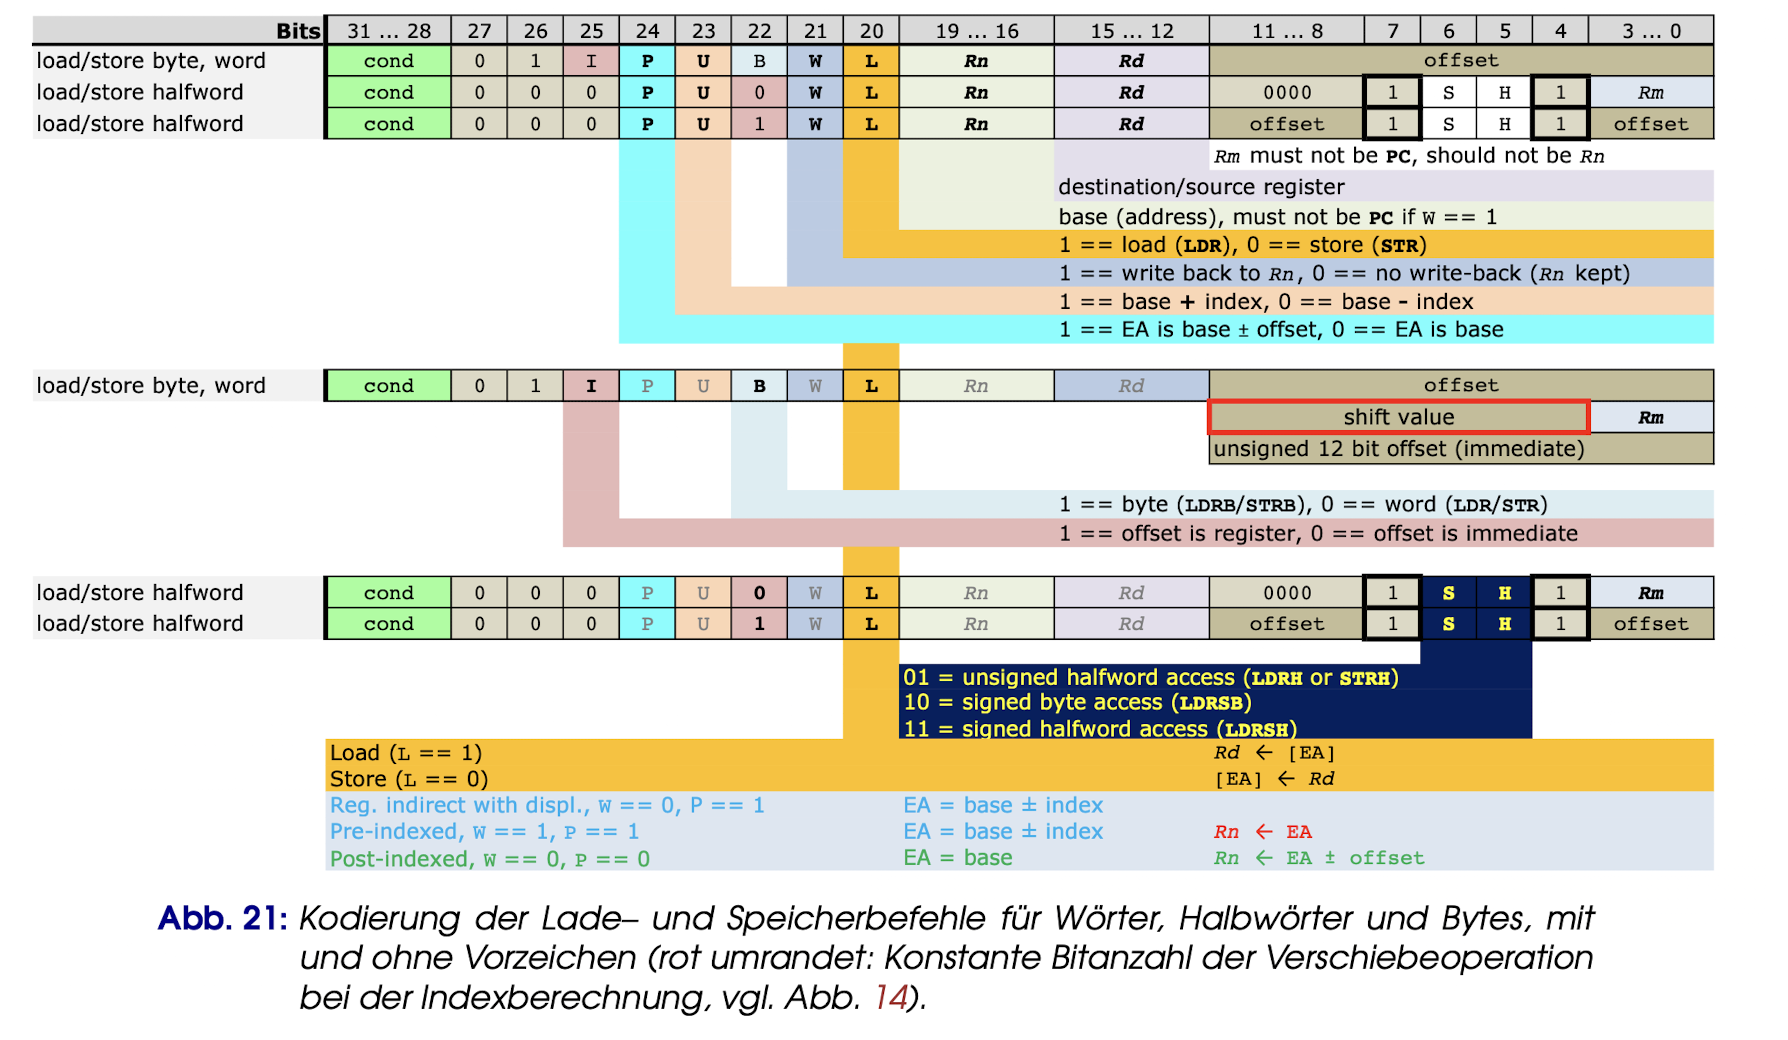 Bits 31 ... 28 27 26 25 24 23 22 21 20 19 ... 16 15 ... 12 11 ... 8 7 6 5 4 3 ... 0
load/store byte, word cond 0 1 I P U B W L Rn Rd offset
load/store halfword cond 0 0 0 P U 0 W L Rn Rd 0000 1 S H 1 Rm
load/store halfword cond 0 0 0 P U 1 W L Rn Rd offset 1 S H 1 offset
Rm must not be PC, should not be Rn
destination/source register
base (address), must not be PC if W == 1
1 == load (LDR), 0 == store (STR)
1 == write back to Rn, 0 == no write-back (Rn kept)
1 == base + index, 0 == base - index
1 == EA is base ± offset, 0 == EA is base
load/store byte, word cond 0 1 I P U B W L Rn Rd offset
shift value Rm
unsigned 12 bit offset (immediate)
1 == byte (LDRB/STRB), 0 == word (LDR/STR)
1 == offset is register, 0 == offset is immediate
load/store halfword cond 0 0 0 P U 0 W L Rn Rd 0000 1 S H 1 Rm
load/store halfword cond 0 0 0 P U 1 W L Rn Rd offset 1 S H 1 offset
01 = unsigned halfword access (LDRH or STRH)
10 = signed byte access (LDRSB)
11 = signed halfword access (LDRSH)
Load (L == 1) Rd ← [EA]
Store (L == 0) [EA] ← Rd
Reg. indirect with displ., W == 0, P == 1 EA = base ± index
Pre-indexed, W == 1, P == 1 EA = base ± index Rn ← EA
Post-indexed, W == 0, P == 0 EA = base Rn ← EA ± offset
Abb. 21: Kodierung der Lade– und Speicherbefehle für Wörter, Halbwörter und Bytes, mit
und ohne Vorzeichen (rot umrandet: Konstante Bitanzahl der Verschiebeoperation
bei der Indexberechnung, vgl. Abb. 14).